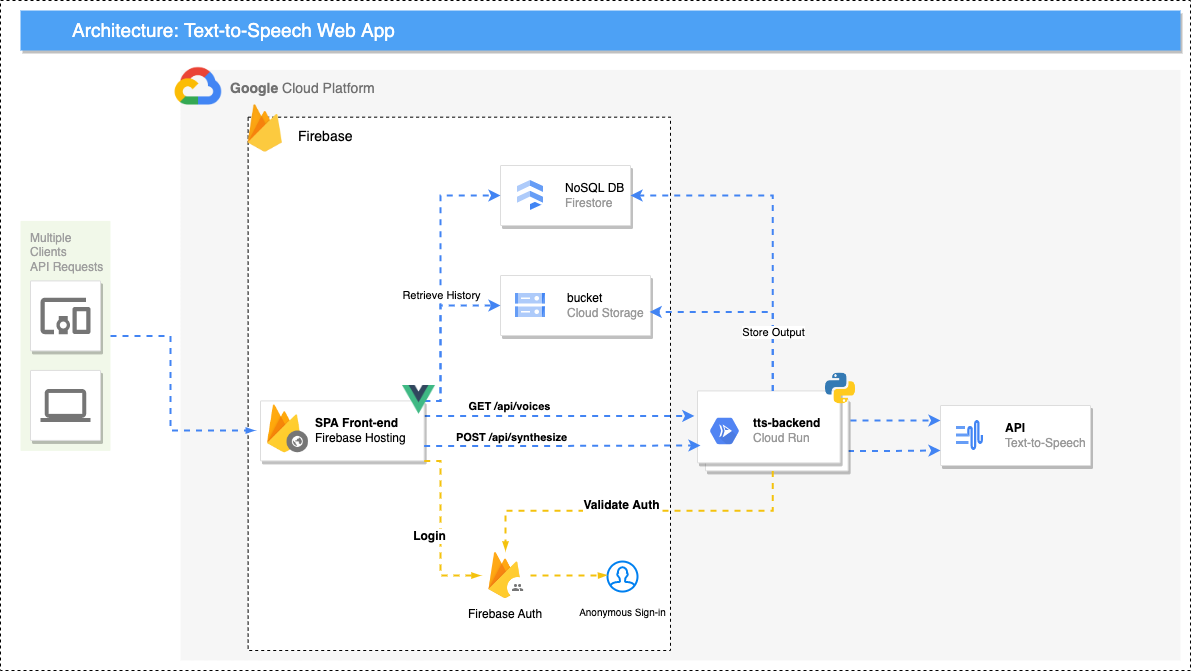 Architecture: Text-to-Speech Web App
Google Cloud Platform
Firebase
NoSQL DB
Firestore
Multiple
Clients
API Requests
Retrieve History
bucket
Cloud Storage
Store Output
GET /api/voices
SPA Front-end
Firebase Hosting
POST /api/synthesize
tts-backend
Cloud Run
API
Text-to-Speech
Validate Auth
Login
Firebase Auth
Anonymous Sign-in